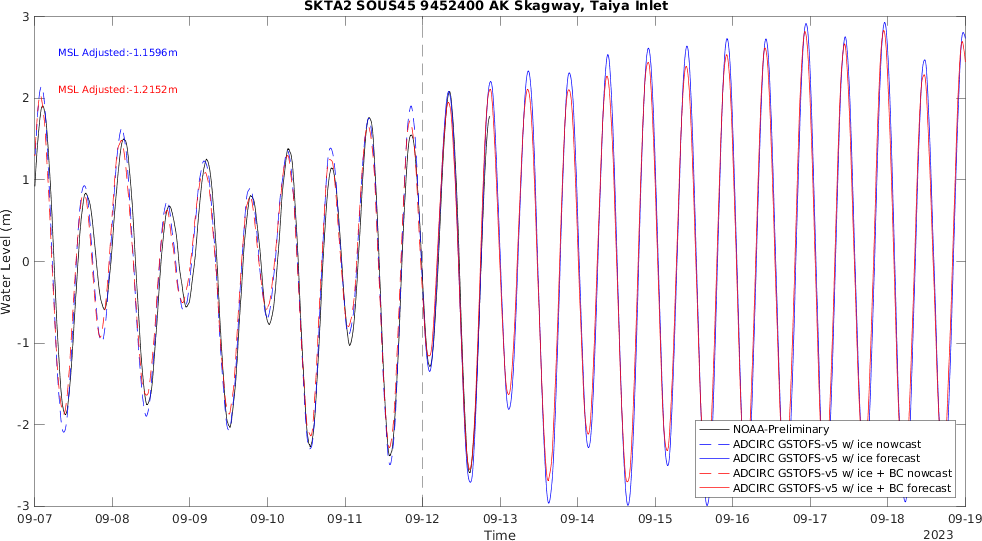 SKTA2 SOUS45 9452400 AK Skagway, Taiya Inlet
3
MSL Adjusted:-1.1596m
MSL Adjusted:-1.2152m
2
1
0
-1
-2
-3
Water Level (m)
NOAA-Preliminary
ADCIRC GSTOFS-v5 w/ ice nowcast
ADCIRC GSTOFS-v5 w/ ice forecast
ADCIRC GSTOFS-v5 w/ ice + BC nowcast
ADCIRC GSTOFS-v5 w/ ice + BC forecast
09-07 09-08 09-09 09-10 09-11 09-12 09-13 09-14 09-15 09-16 09-17 09-18 09-19
Time
2023